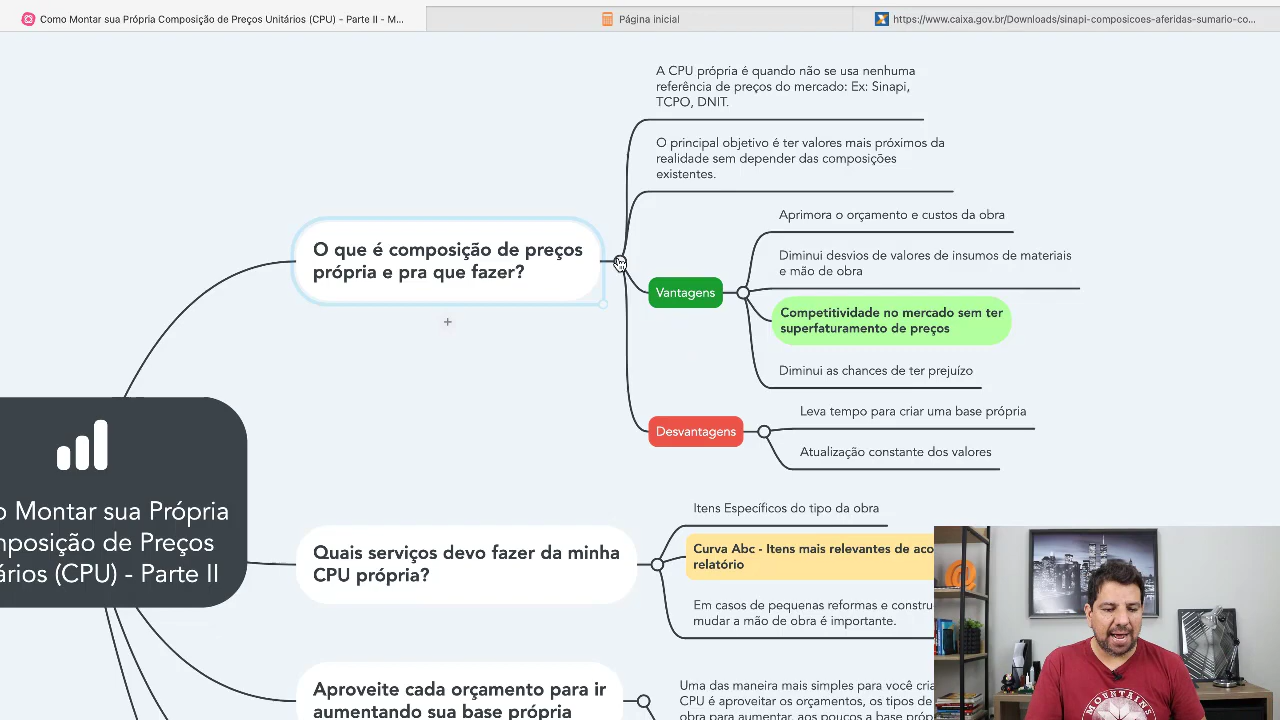 Como Montar sua Própria Composição de Preços Unitários (CPU) - Parte II - M...
Página inicial
https://www.caixa.gov.br/Downloads/sinapi-composicoes-aferidas-sumario-co...
A CPU própria é quando não se usa nenhuma
referência de preços do mercado: Ex: Sinapi,
TCPO, DNIT.
O principal objetivo é ter valores mais próximos da
realidade sem depender das composições
existentes.
O que é composição de preços
própria e pra que fazer?
Vantagens
Aprimora o orçamento e custos da obra
Diminui desvios de valores de insumos de materiais
e mão de obra
Competitividade no mercado sem ter
superfaturamento de preços
Diminui as chances de ter prejuízo
Desvantagens
Leva tempo para criar uma base própria
Atualização constante dos valores
o Montar sua Própria
mposição de Preços
ários (CPU) - Parte II
Quais serviços devo fazer da minha
CPU própria?
Itens Específicos do tipo da obra
Curva Abc - Itens mais relevantes de aco
relatório
Em casos de pequenas reformas e constru
mudar a mão de obra é importante.
Aproveite cada orçamento para ir
aumentando sua base própria
Uma das maneira mais simples para você cria
CPU é aproveitar os orçamentos, os tipos de
obra para aumentar, aos poucos a base própr
MOUNTAINS